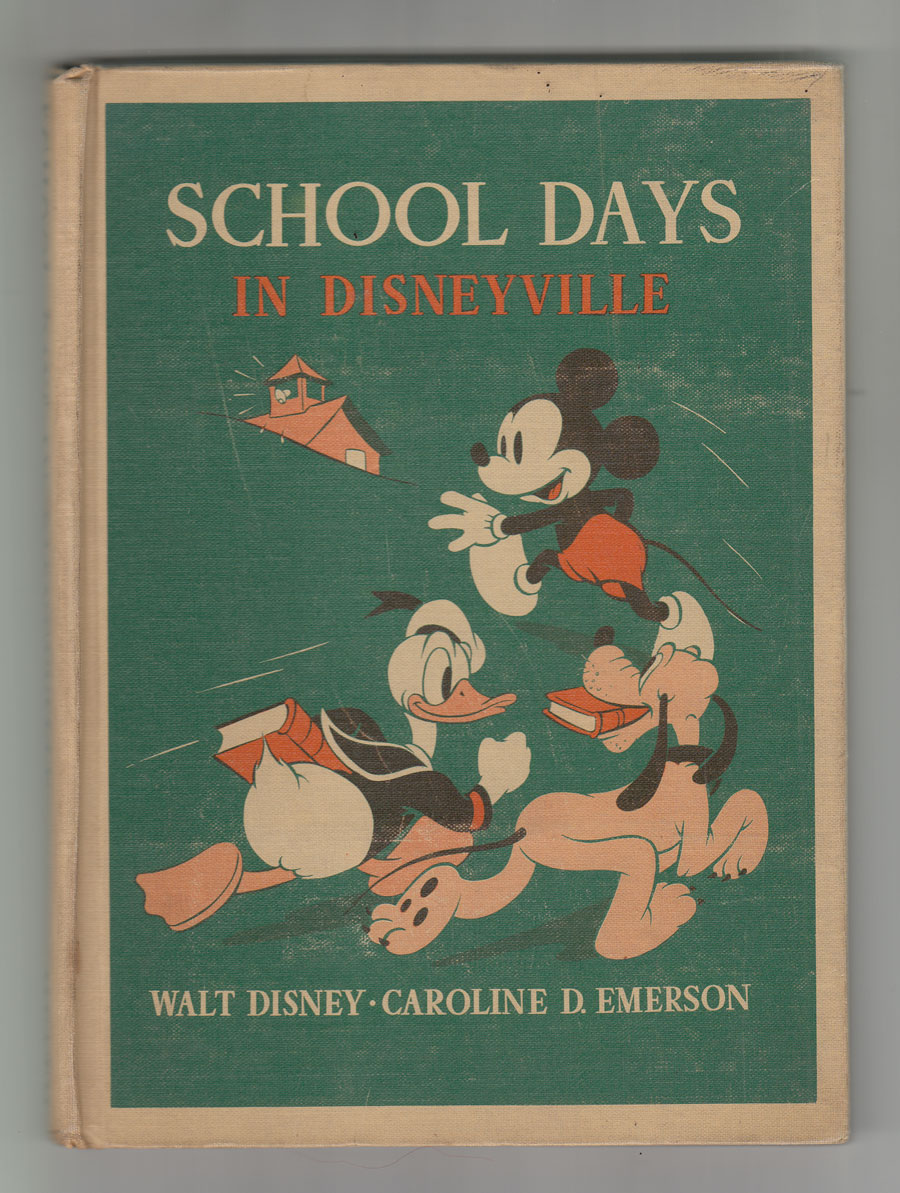 SCHOOL DAYS
IN DISNEYVILLE
WALT DISNEY · CAROLINE D. EMERSON